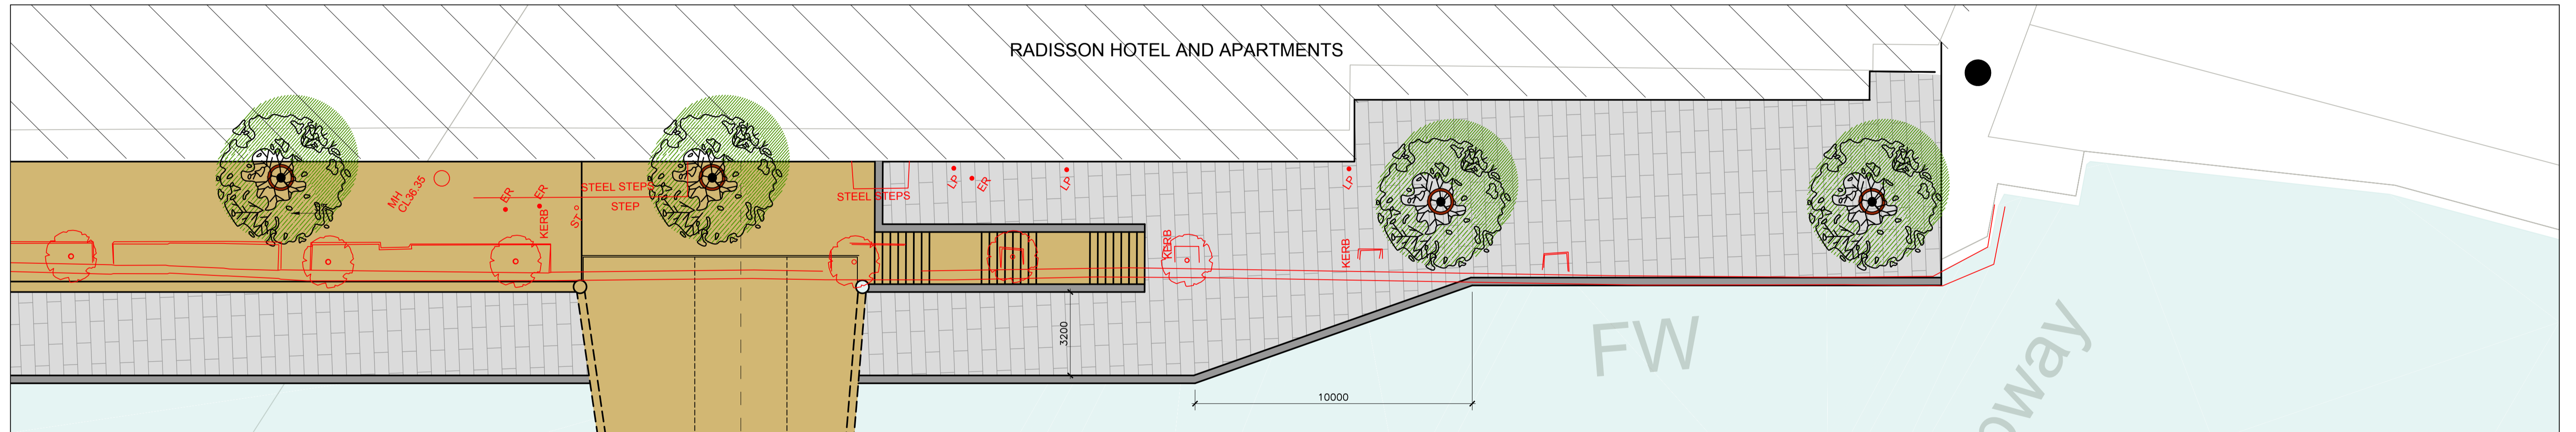 RADISSON HOTEL AND APARTMENTS
MH
CL36.35
ER
ER
KERB
ST
STEEL STEPS
STEP
STEEL STEPS
LP
ER
LP
KERB
KERB
LP
3200
10000
FW
oway